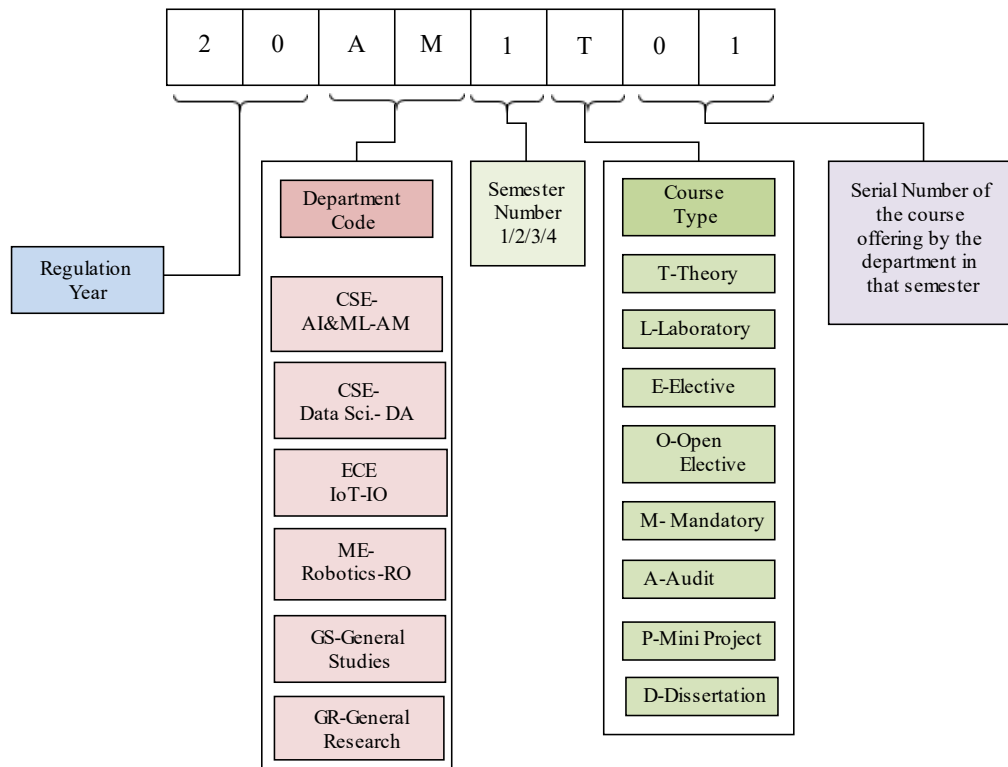 2 0 A M 1 T 0 1
Regulation
Year
Department
Code
CSE-
AI&ML-AM
CSE-
Data Sci.- DA
ECE
IoT-IO
ME-
Robotics-RO
GS-General
Studies
GR-General
Research
Semester
Number
1/2/3/4
Course
Type
T-Theory
L-Laboratory
E-Elective
O-Open
Elective
M- Mandatory
A-Audit
P-Mini Project
D-Dissertation
Serial Number of
the course
offering by the
department in
that semester